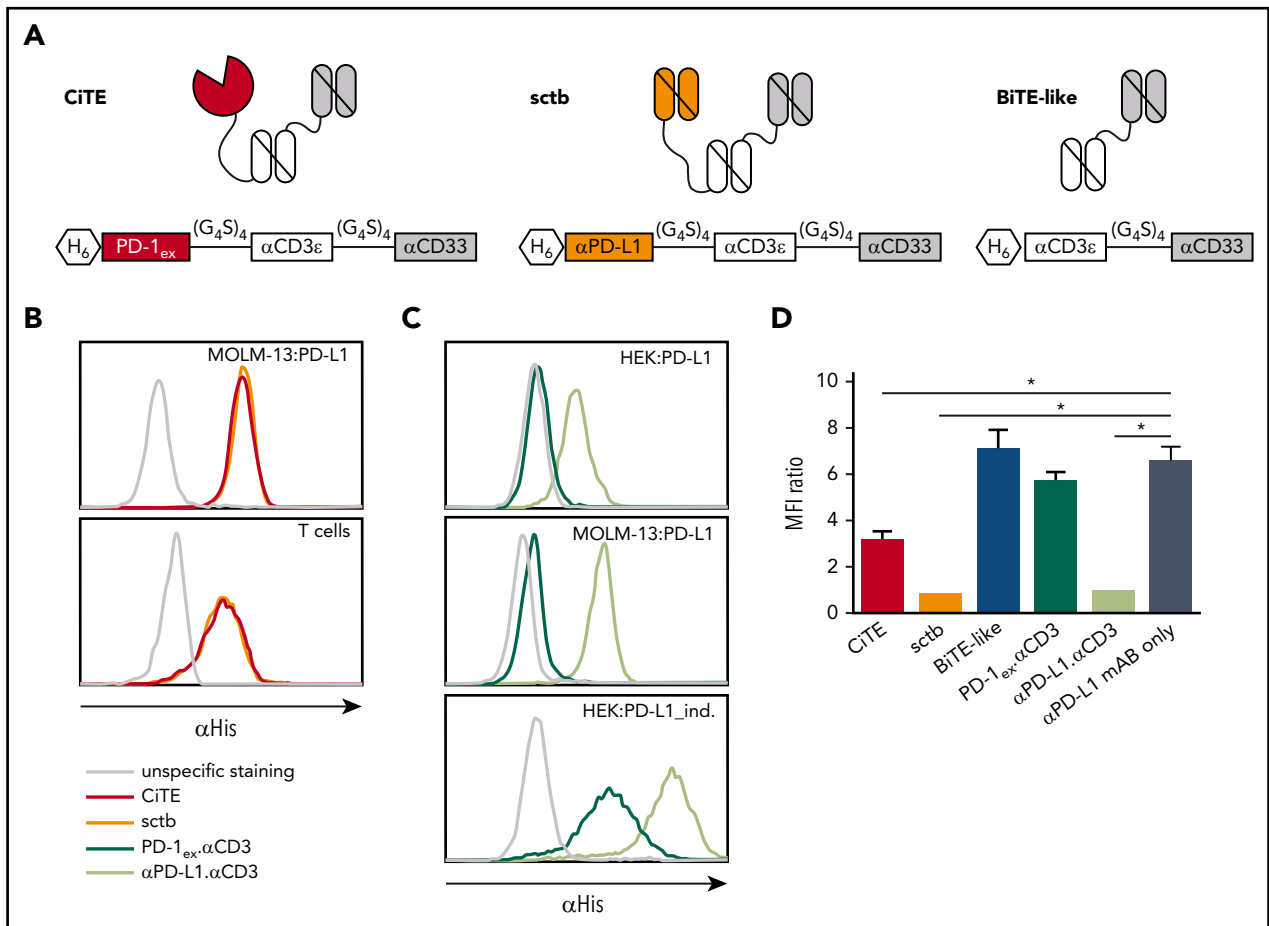 A
CiTE
sctb
BiTE-like
H6 PD-1ex (G4S)4 αCD3ε (G4S)4 αCD33
H6 αPD-L1 (G4S)4 αCD3ε (G4S)4 αCD33
H6 αCD3ε (G4S)4 αCD33
B
MOLM-13:PD-L1
T cells
αHis
unspecific staining
CiTE
sctb
PD-1ex.αCD3
αPD-L1.αCD3
C
HEK:PD-L1
MOLM-13:PD-L1
HEK:PD-L1_ind.
αHis
D
MFI ratio
10
8
6
4
2
0
*
*
*
CiTE
sctb
BiTE-like
PD-1ex.αCD3
αPD-L1.αCD3
αPD-L1 mAB only